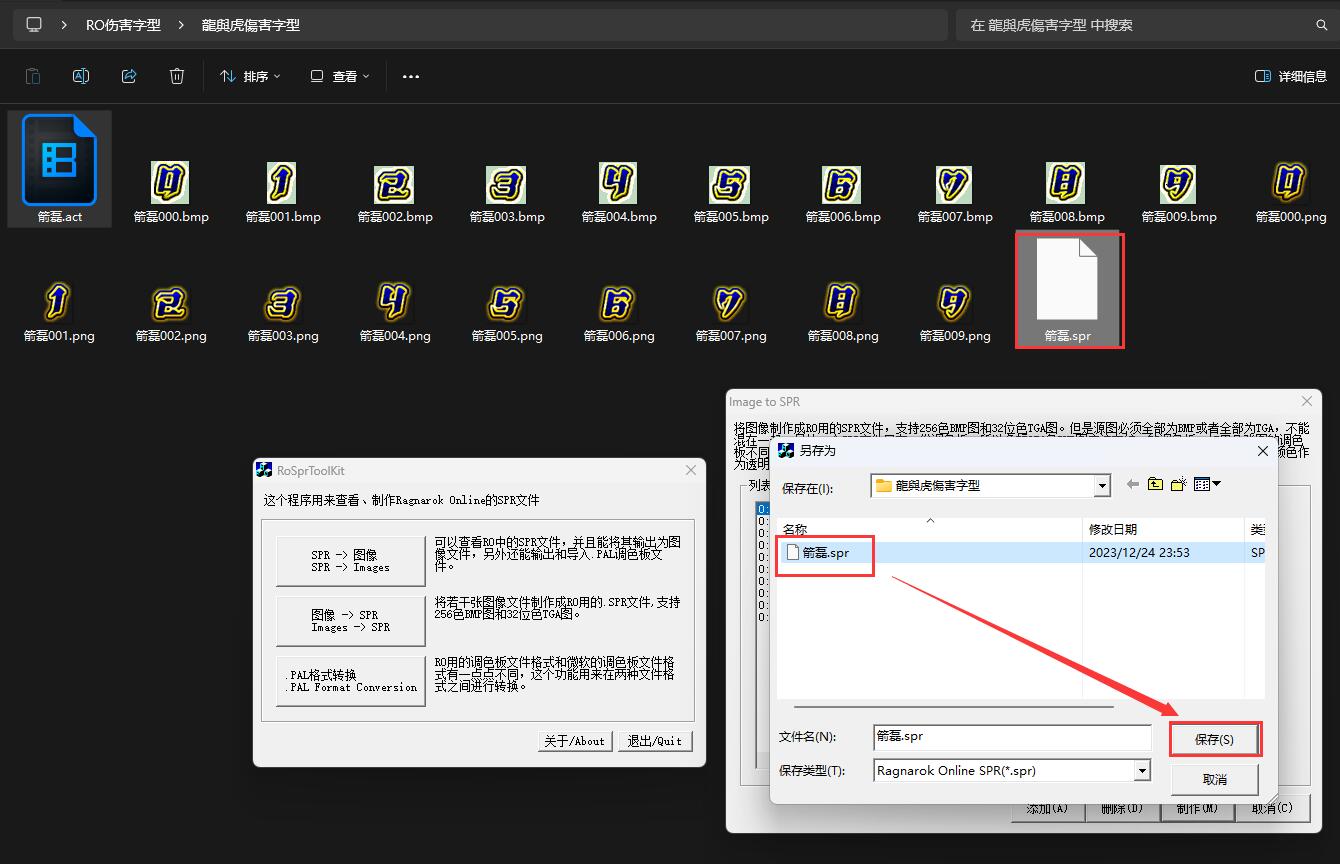 RO伤害字型
龍與虎傷害字型
在 龍與虎傷害字型 中搜索
排序
查看
详细信息
箭磊.act
箭磊000.bmp
箭磊001.bmp
箭磊002.bmp
箭磊003.bmp
箭磊004.bmp
箭磊005.bmp
箭磊006.bmp
箭磊007.bmp
箭磊008.bmp
箭磊009.bmp
箭磊000.png
箭磊001.png
箭磊002.png
箭磊003.png
箭磊004.png
箭磊005.png
箭磊006.png
箭磊007.png
箭磊008.png
箭磊009.png
箭磊.spr
RoSprToolKit
这个程序用来查看、制作Ragnarok Online的SPR文件
SPR -> 图像
SPR -> Images
可以查看RO中的SPR文件，并且能将其输出为图
像文件，另外还能输出和导入.PAL调色板文
件。
图像 -> SPR
Images -> SPR
将若干张图像文件制作成RO用的.SPR文件,支持
256色BMP图和32位色TGA图。
.PAL格式转换
.PAL Format Conversion
RO用的调色板文件格式和微软的调色板文件格
式有一点点不同，这个功能用来在两种文件格
式之间进行转换。
关于/About
退出/Quit
Image to SPR
将图像制作成RO用的SPR文件，支持256色BMP图和32位色TGA图。但是源图必须全部为BMP或者全部为TGA，不能
混在一
板不同
为透明
调色
颜色作
列表
0:
0:
0:
0:
0:
0:
0:
0:
0:
0:
另存为
保存在(I):
龍與虎傷害字型
名称
修改日期
类
箭磊.spr
2023/12/24 23:53
SP
文件名(N):
箭磊.spr
保存(S)
保存类型(T):
Ragnarok Online SPR(*.spr)
取消
添加(A)
删除(D)
制作(M)
取消(C)